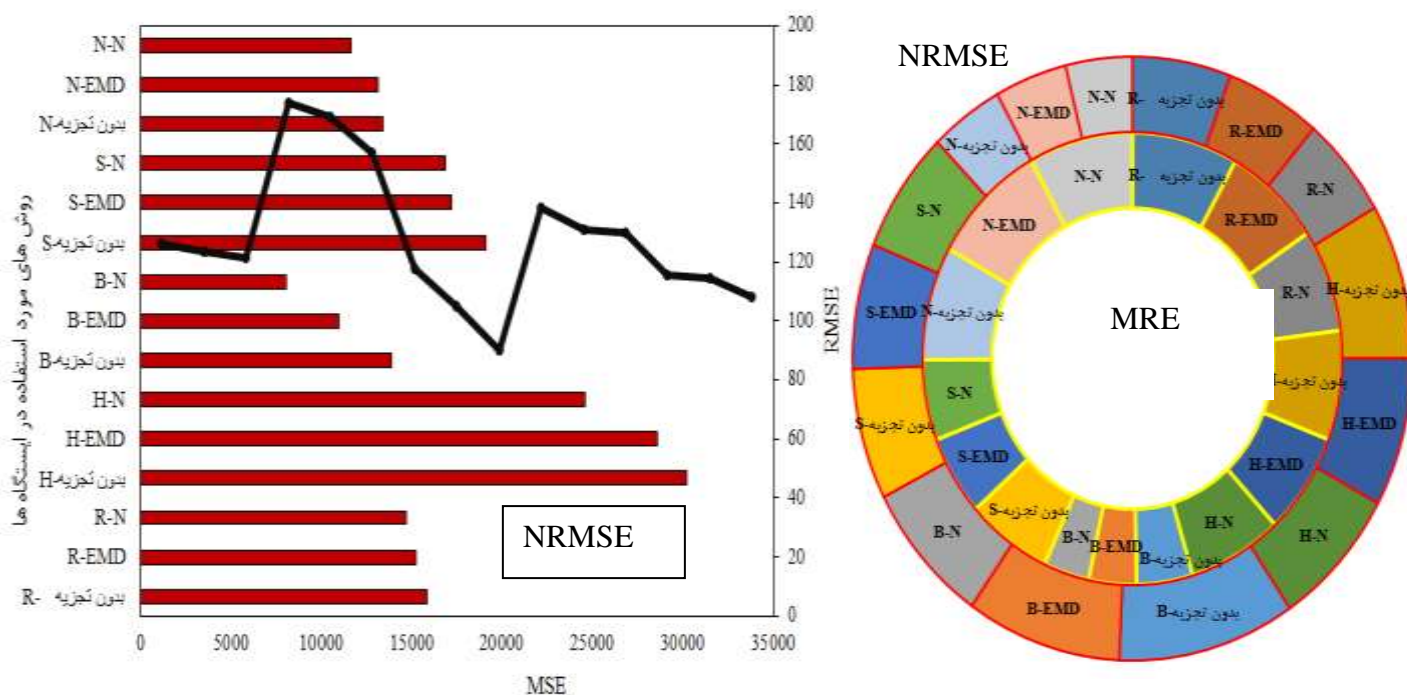 روش های مورد استفاده در ایستگاه ها
N-N
N-EMD
N-بدون تجزیه
S-N
S-EMD
S-بدون تجزیه
B-N
B-EMD
B-بدون تجزیه
H-N
H-EMD
H-بدون تجزیه
R-N
R-EMD
R- بدون تجزیه
0
5000
10000
15000
20000
25000
30000
35000
MSE
NRMSE
200
180
160
140
120
100
80
60
40
20
0
RMSE
NRMSE
R- بدون تجزیه
R-EMD
R-N
H-بدون تجزیه
H-EMD
H-N
B-بدون تجزیه
B-EMD
B-N
S-بدون تجزیه
S-EMD
S-N
N-بدون تجزیه
N-EMD
N-N
R- بدون تجزیه
R-EMD
R-N
بدون تجزیه
H-EMD
H-N
B-بدون تجزیه
B-EMD
B-N
S-بدون تجزیه
S-EMD
S-N
N-بدون تجزیه
N-EMD
N-N
MRE